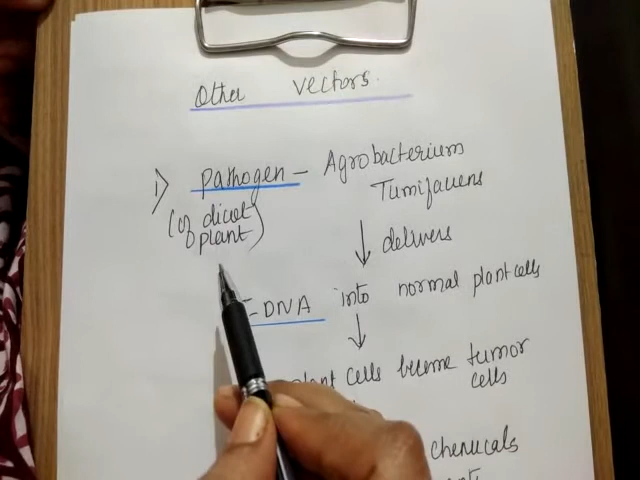 Other vectors.
1) Pathogen - Agrobacterium
Tumifaciens
(of dicot
plant)
↓ delivers
-DNA into normal plant cells
↓
plant cells become tumor
cells
chemicals